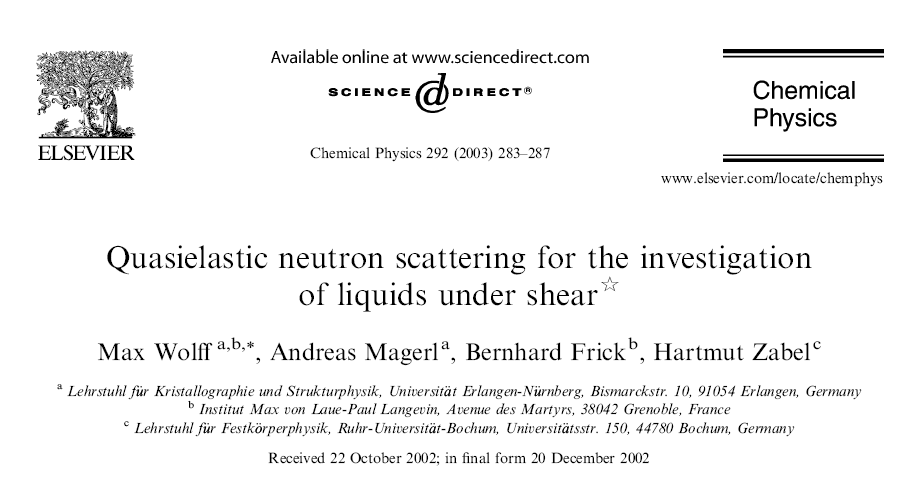 Available online at www.sciencedirect.com
SCIENCE @ DIRECT®
ELSEVIER
Chemical Physics 292 (2003) 283–287
Chemical
Physics
www.elsevier.com/locate/chemphys
Quasielastic neutron scattering for the investigation
of liquids under shear☆
Max Wolff a,b,*, Andreas Magerl a, Bernhard Frick b, Hartmut Zabel c
a Lehrstuhl für Kristallographie und Strukturphysik, Universität Erlangen-Nürnberg, Bismarckstr. 10, 91054 Erlangen, Germany
b Institut Max von Laue-Paul Langevin, Avenue des Martyrs, 38042 Grenoble, France
c Lehrstuhl für Festkörperphysik, Ruhr-Universität-Bochum, Universitätsstr. 150, 44780 Bochum, Germany
Received 22 October 2002; in final form 20 December 2002